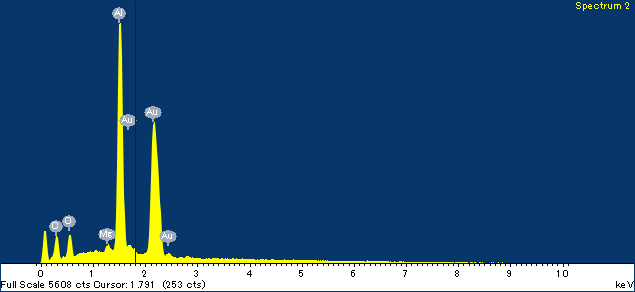 Spectrum 2
Al
Au
Au
O
Mg
Au
0 1 2 3 4 5 6 7 8 9 10
Full Scale 5608 cts Cursor: 1.791 (253 cts) keV